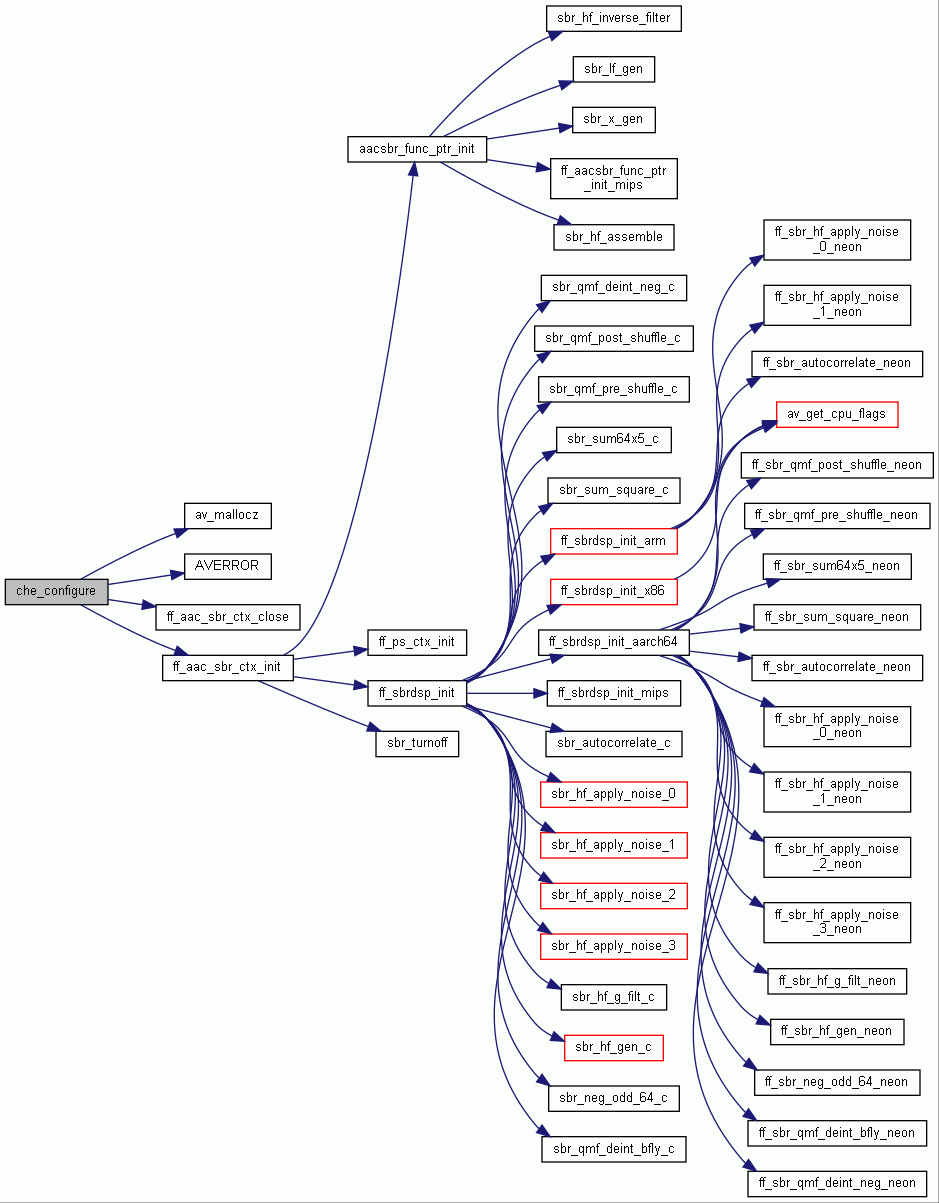 sbr_hf_inverse_filter
sbr_lf_gen
sbr_x_gen
aacsbr_func_ptr_init
ff_aacsbr_func_ptr
_init_mips
sbr_hf_assemble
ff_sbr_hf_apply_noise
_0_neon
sbr_qmf_deint_neg_c
ff_sbr_hf_apply_noise
_1_neon
sbr_qmf_post_shuffle_c
ff_sbr_autocorrelate_neon
sbr_qmf_pre_shuffle_c
av_get_cpu_flags
sbr_sum64x5_c
ff_sbr_qmf_post_shuffle_neon
sbr_sum_square_c
av_mallocz
ff_sbr_qmf_pre_shuffle_neon
ff_sbrdsp_init_arm
AVERROR
ff_sbr_sum64x5_neon
che_configure
ff_sbrdsp_init_x86
ff_aac_sbr_ctx_close
ff_sbr_sum_square_neon
ff_ps_ctx_init
ff_sbrdsp_init_aarch64
ff_aac_sbr_ctx_init
ff_sbr_autocorrelate_neon
ff_sbrdsp_init
ff_sbrdsp_init_mips
ff_sbr_hf_apply_noise
_0_neon
sbr_turnoff
sbr_autocorrelate_c
sbr_hf_apply_noise_0
ff_sbr_hf_apply_noise
_1_neon
sbr_hf_apply_noise_1
ff_sbr_hf_apply_noise
_2_neon
sbr_hf_apply_noise_2
ff_sbr_hf_apply_noise
_3_neon
sbr_hf_apply_noise_3
ff_sbr_hf_g_filt_neon
sbr_hf_g_filt_c
ff_sbr_hf_gen_neon
sbr_hf_gen_c
ff_sbr_neg_odd_64_neon
sbr_neg_odd_64_c
ff_sbr_qmf_deint_bfly_neon
sbr_qmf_deint_bfly_c
ff_sbr_qmf_deint_neg_neon